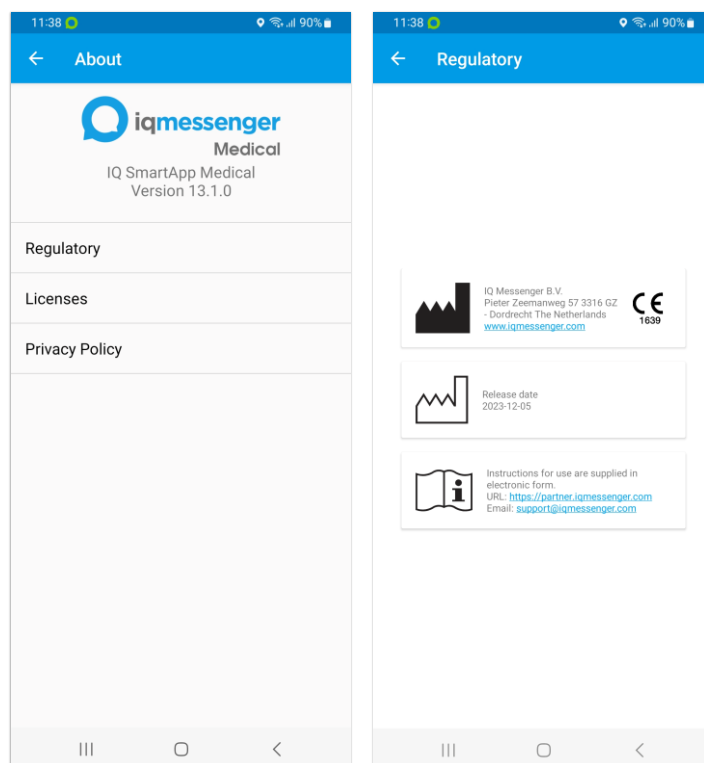 11:38
90%
About
iqmessenger
Medical
IQ SmartApp Medical
Version 13.1.0
Regulatory
Licenses
Privacy Policy
11:38
90%
Regulatory
IQ Messenger B.V.
Pieter Zeemanweg 57 3316 GZ
- Dordrecht The Netherlands
www.iqmessenger.com
CE
1639
Release date
2023-12-05
Instructions for use are supplied in
electronic form.
URL: https://partner.iqmessenger.com
Email: support@iqmessenger.com